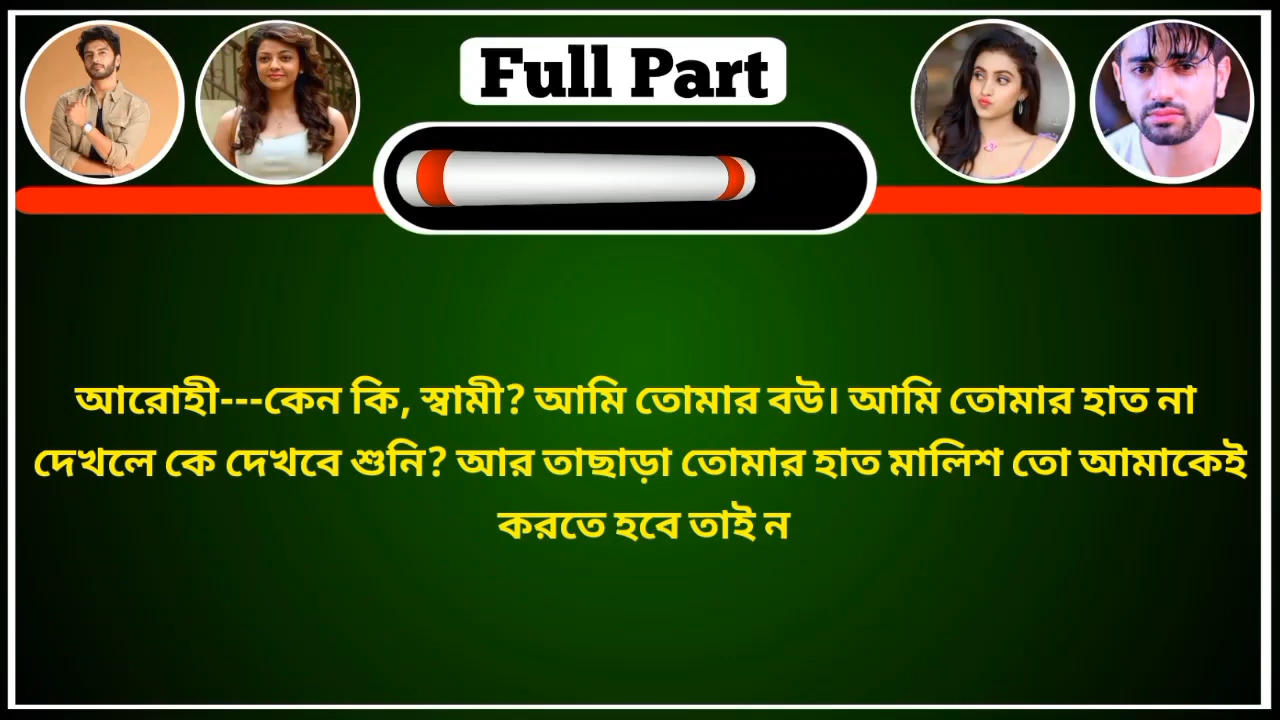 Full Part
আরোহী---কেন কি, স্বামী? আমি তোমার বউ। আমি তোমার হাত না
দেখলে কে দেখবে শুনি? আর তাছাড়া তোমার হাত মালিশ তো আমাকেই
করতে হবে তাই ন